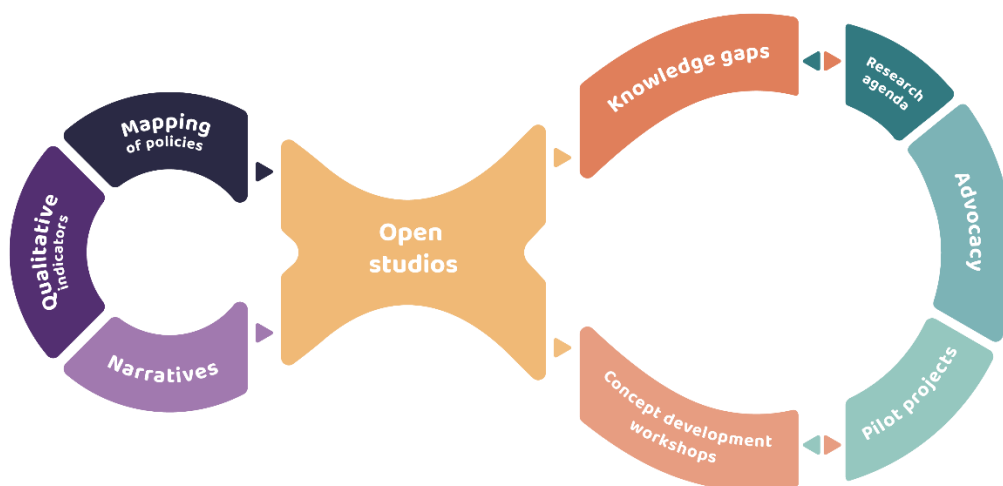 Mapping
of policies
Qualitative
indicators
Narratives
Open
studios
Knowledge gaps
Concept development
workshops
Research
agenda
Advocacy
Pilot projects